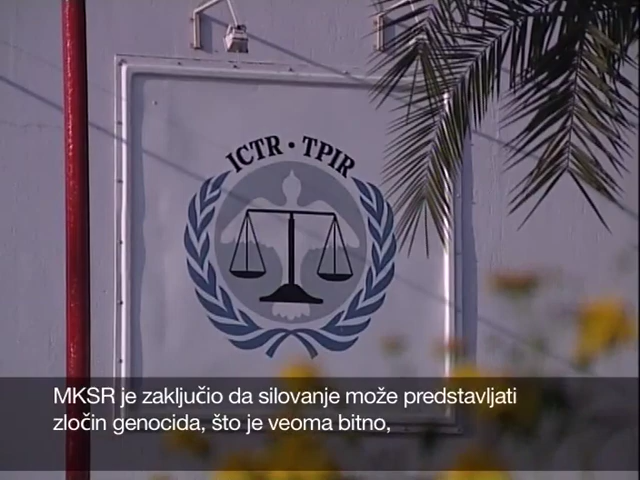 ICTR • TPIR
MKSR je zaključio da silovanje može predstavljati
zločin genocida, što je veoma bitno,